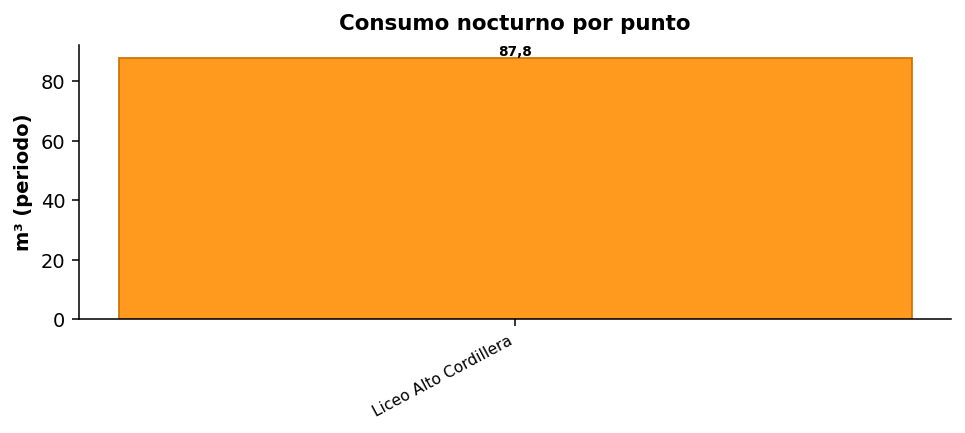 Consumo nocturno por punto
87,8
m³ (periodo)
80
60
40
20
0
Liceo Alto Cordillera